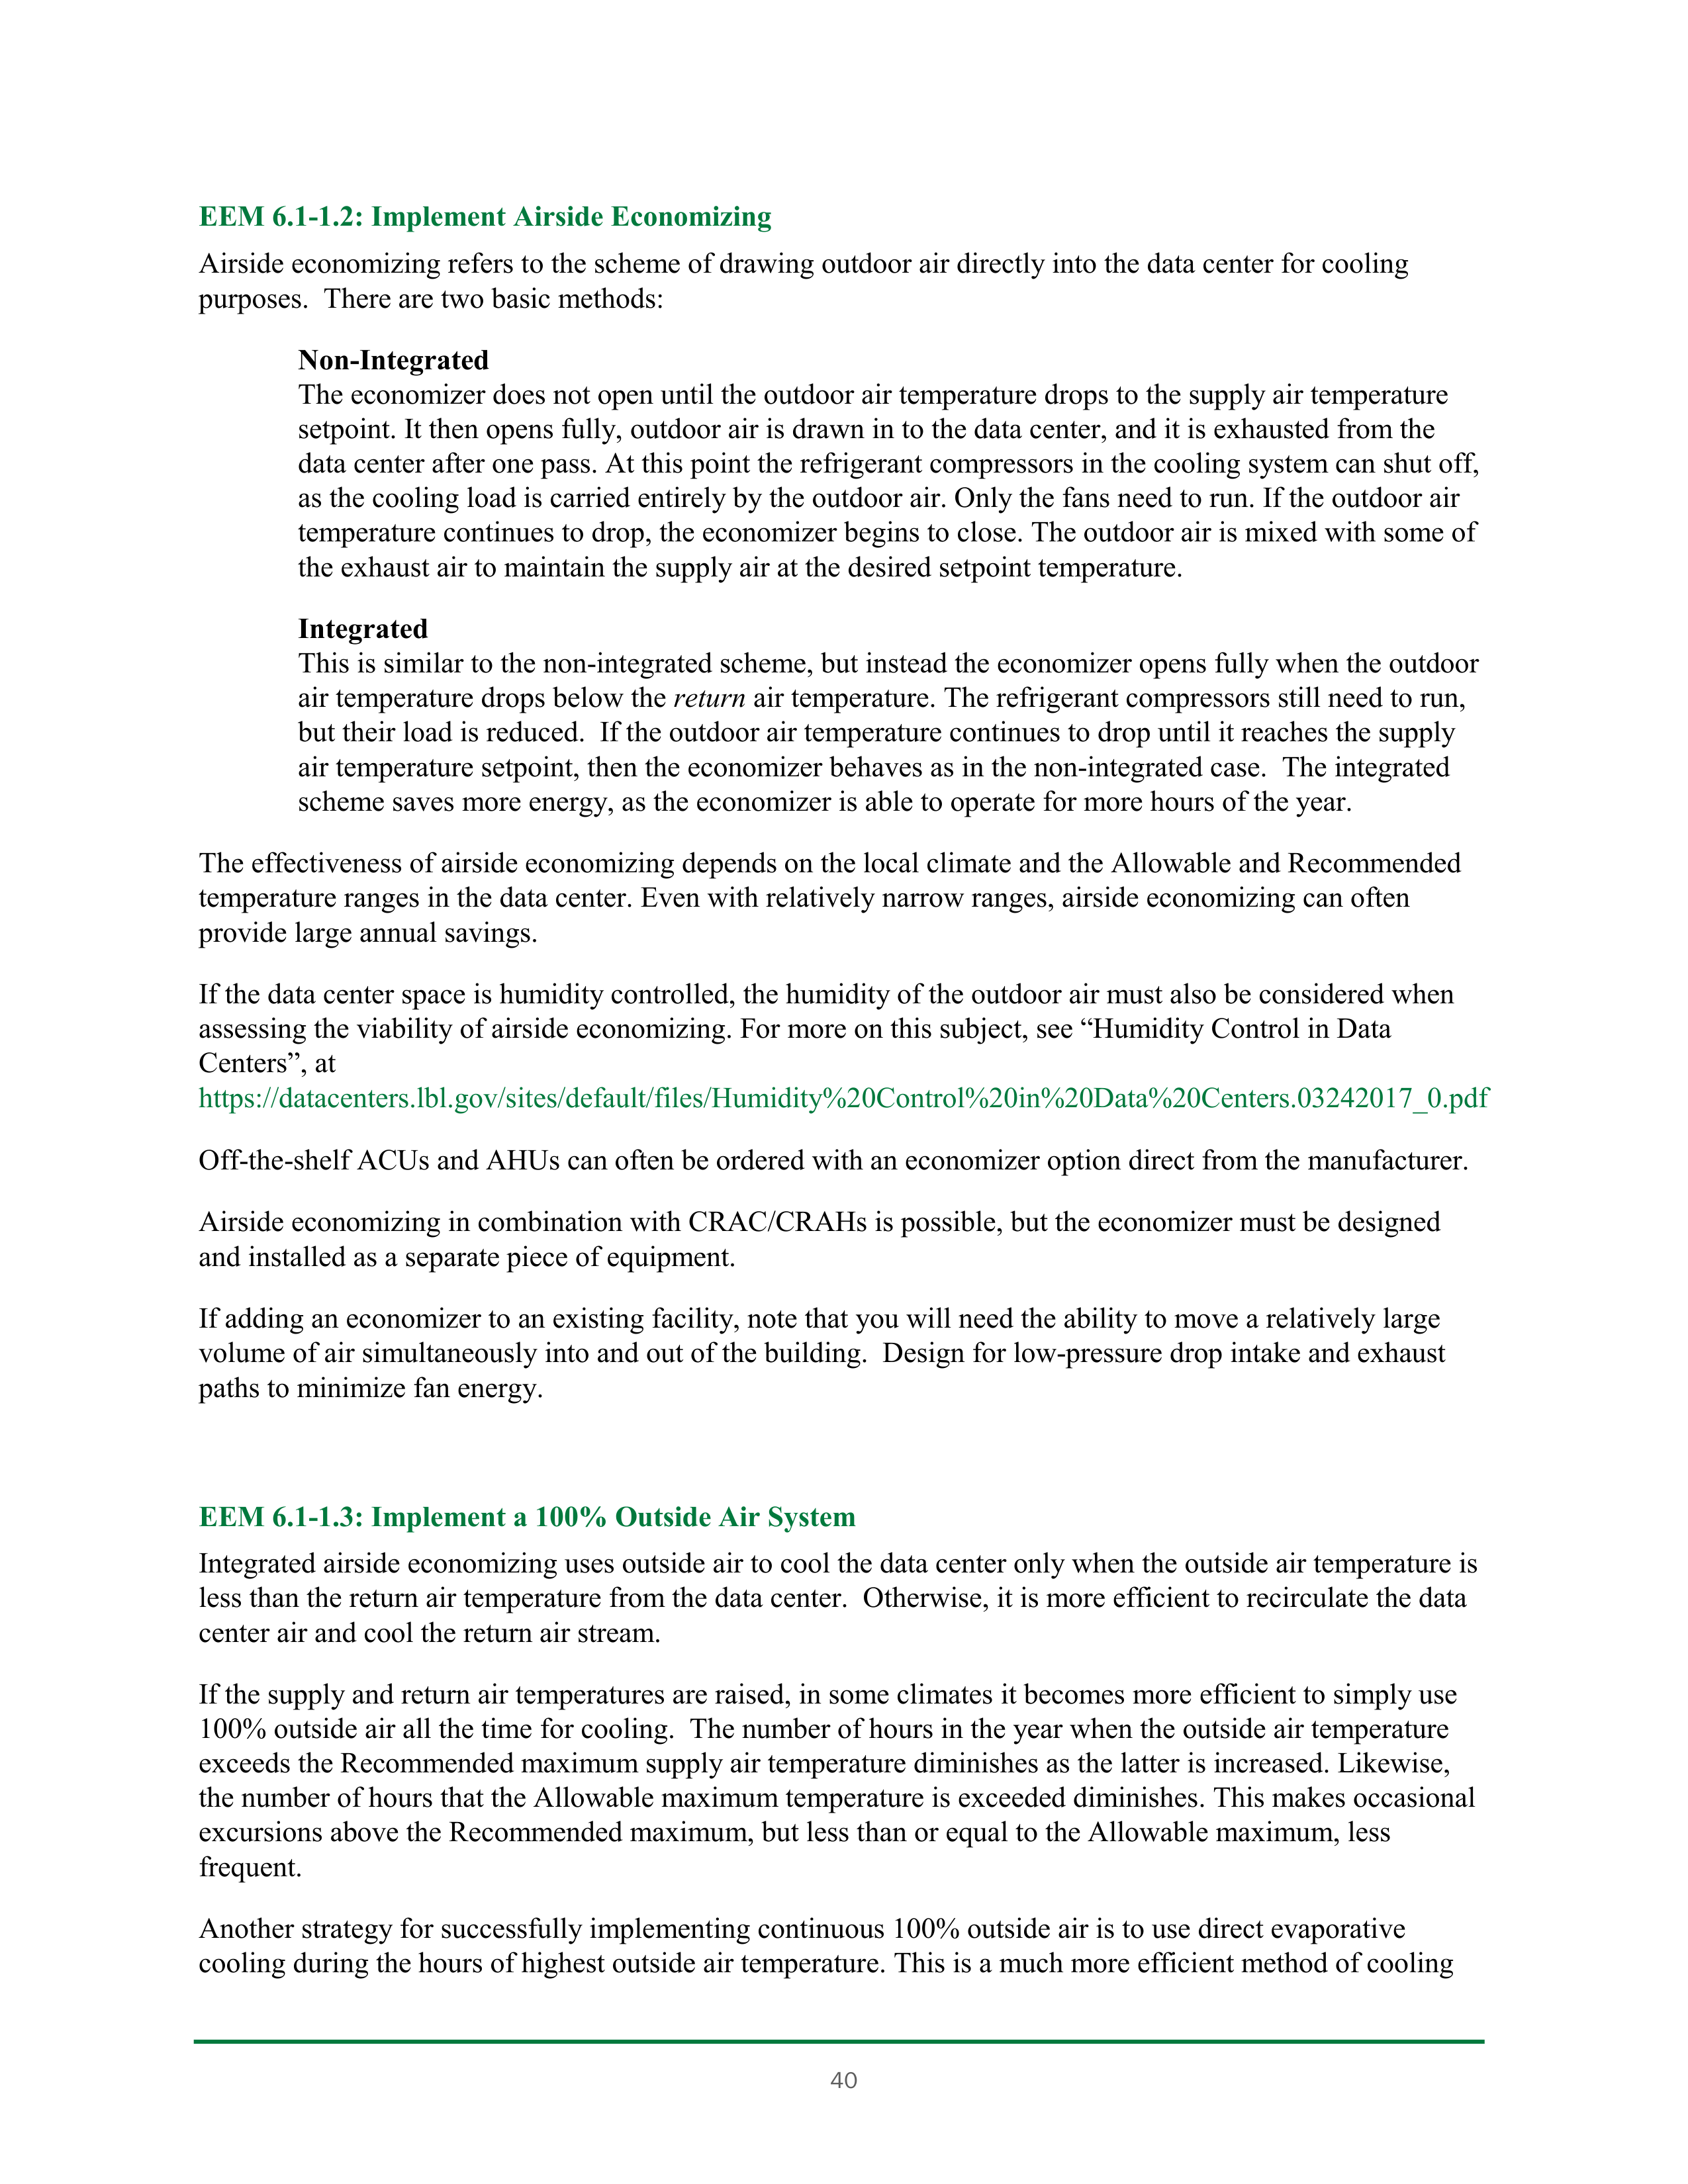 EEM 6.1-1.2: Implement Airside Economizing
Airside economizing refers to the scheme of drawing outdoor air directly into the data center for cooling
purposes.  There are two basic methods:
Non-Integrated
The economizer does not open until the outdoor air temperature drops to the supply air temperature
setpoint. It then opens fully, outdoor air is drawn in to the data center, and it is exhausted from the
data center after one pass. At this point the refrigerant compressors in the cooling system can shut off,
as the cooling load is carried entirely by the outdoor air. Only the fans need to run. If the outdoor air
temperature continues to drop, the economizer begins to close. The outdoor air is mixed with some of
the exhaust air to maintain the supply air at the desired setpoint temperature.
Integrated
This is similar to the non-integrated scheme, but instead the economizer opens fully when the outdoor
air temperature drops below the return air temperature. The refrigerant compressors still need to run,
but their load is reduced.  If the outdoor air temperature continues to drop until it reaches the supply
air temperature setpoint, then the economizer behaves as in the non-integrated case.  The integrated
scheme saves more energy, as the economizer is able to operate for more hours of the year.
The effectiveness of airside economizing depends on the local climate and the Allowable and Recommended
temperature ranges in the data center. Even with relatively narrow ranges, airside economizing can often
provide large annual savings.
If the data center space is humidity controlled, the humidity of the outdoor air must also be considered when
assessing the viability of airside economizing. For more on this subject, see “Humidity Control in Data
Centers”, at
https://datacenters.lbl.gov/sites/default/files/Humidity%20Control%20in%20Data%20Centers.03242017_0.pdf
Off-the-shelf ACUs and AHUs can often be ordered with an economizer option direct from the manufacturer.
Airside economizing in combination with CRAC/CRAHs is possible, but the economizer must be designed
and installed as a separate piece of equipment.
If adding an economizer to an existing facility, note that you will need the ability to move a relatively large
volume of air simultaneously into and out of the building.  Design for low-pressure drop intake and exhaust
paths to minimize fan energy.
EEM 6.1-1.3: Implement a 100% Outside Air System
Integrated airside economizing uses outside air to cool the data center only when the outside air temperature is
less than the return air temperature from the data center.  Otherwise, it is more efficient to recirculate the data
center air and cool the return air stream.
If the supply and return air temperatures are raised, in some climates it becomes more efficient to simply use
100% outside air all the time for cooling.  The number of hours in the year when the outside air temperature
exceeds the Recommended maximum supply air temperature diminishes as the latter is increased. Likewise,
the number of hours that the Allowable maximum temperature is exceeded diminishes. This makes occasional
excursions above the Recommended maximum, but less than or equal to the Allowable maximum, less
frequent.
Another strategy for successfully implementing continuous 100% outside air is to use direct evaporative
cooling during the hours of highest outside air temperature. This is a much more efficient method of cooling
40